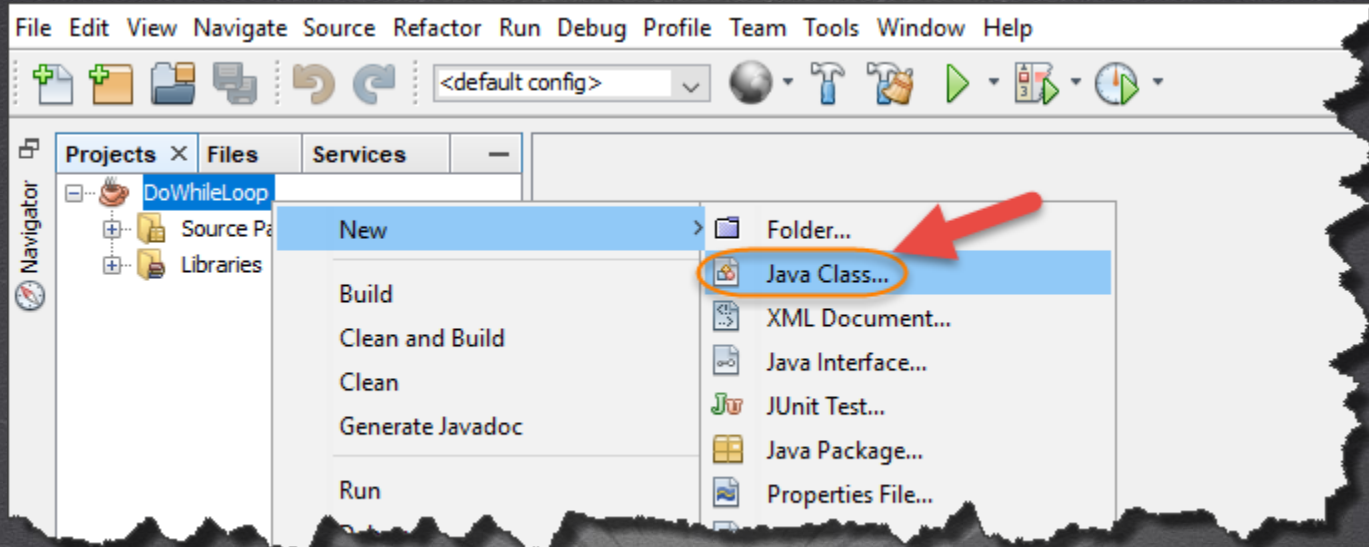 File Edit View Navigate Source Refactor Run Debug Profile Team Tools Window Help
<default config>
Projects Files Services
Navigator
DoWhileLoop
Source Pa
Libraries
New
Build
Clean and Build
Clean
Generate Javadoc
Run
Folder...
Java Class...
XML Document...
Java Interface...
JUnit Test...
Java Package...
Properties File...